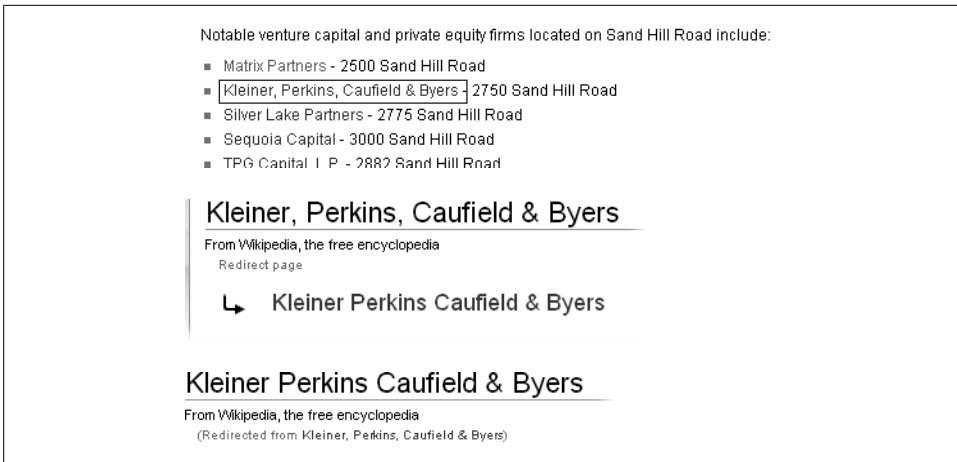 Notable venture capital and private equity firms located on Sand Hill Road include:
Matrix Partners - 2500 Sand Hill Road
Kleiner, Perkins, Caufield & Byers - 2750 Sand Hill Road
Silver Lake Partners - 2775 Sand Hill Road
Sequoia Capital - 3000 Sand Hill Road
TPG Capital, L.P. - 2882 Sand Hill Road
Kleiner, Perkins, Caufield & Byers
From Wikipedia, the free encyclopedia
Redirect page
Kleiner Perkins Caufield & Byers
Kleiner Perkins Caufield & Byers
From Wikipedia, the free encyclopedia
(Redirected from Kleiner, Perkins, Caufield & Byers)